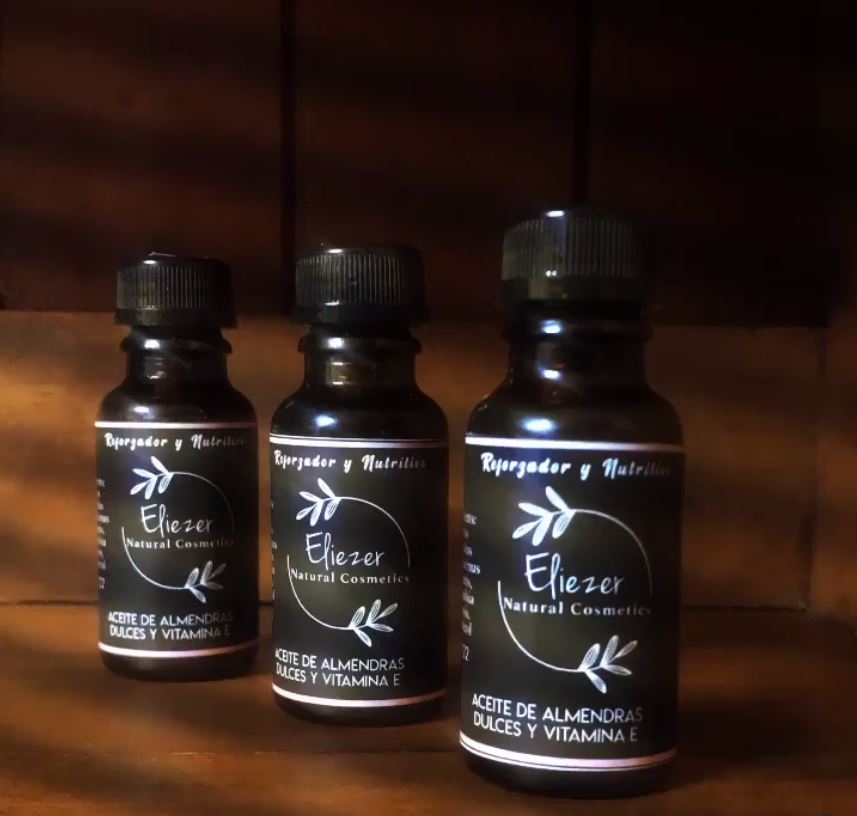 Reforzador y Nutritivo
Eliezer
Natural Cosmetics
ACEITE DE ALMENDRAS
DULCES Y VITAMINA E
Reforzador y Nutritivo
Eliezer
Natural Cosmetics
ACEITE DE ALMENDRAS
DULCES Y VITAMINA E
Reforzador y Nutritivo
Eliezer
Natural Cosmetics
22
ACEITE DE ALMENDRAS
DULCES Y VITAMINA E